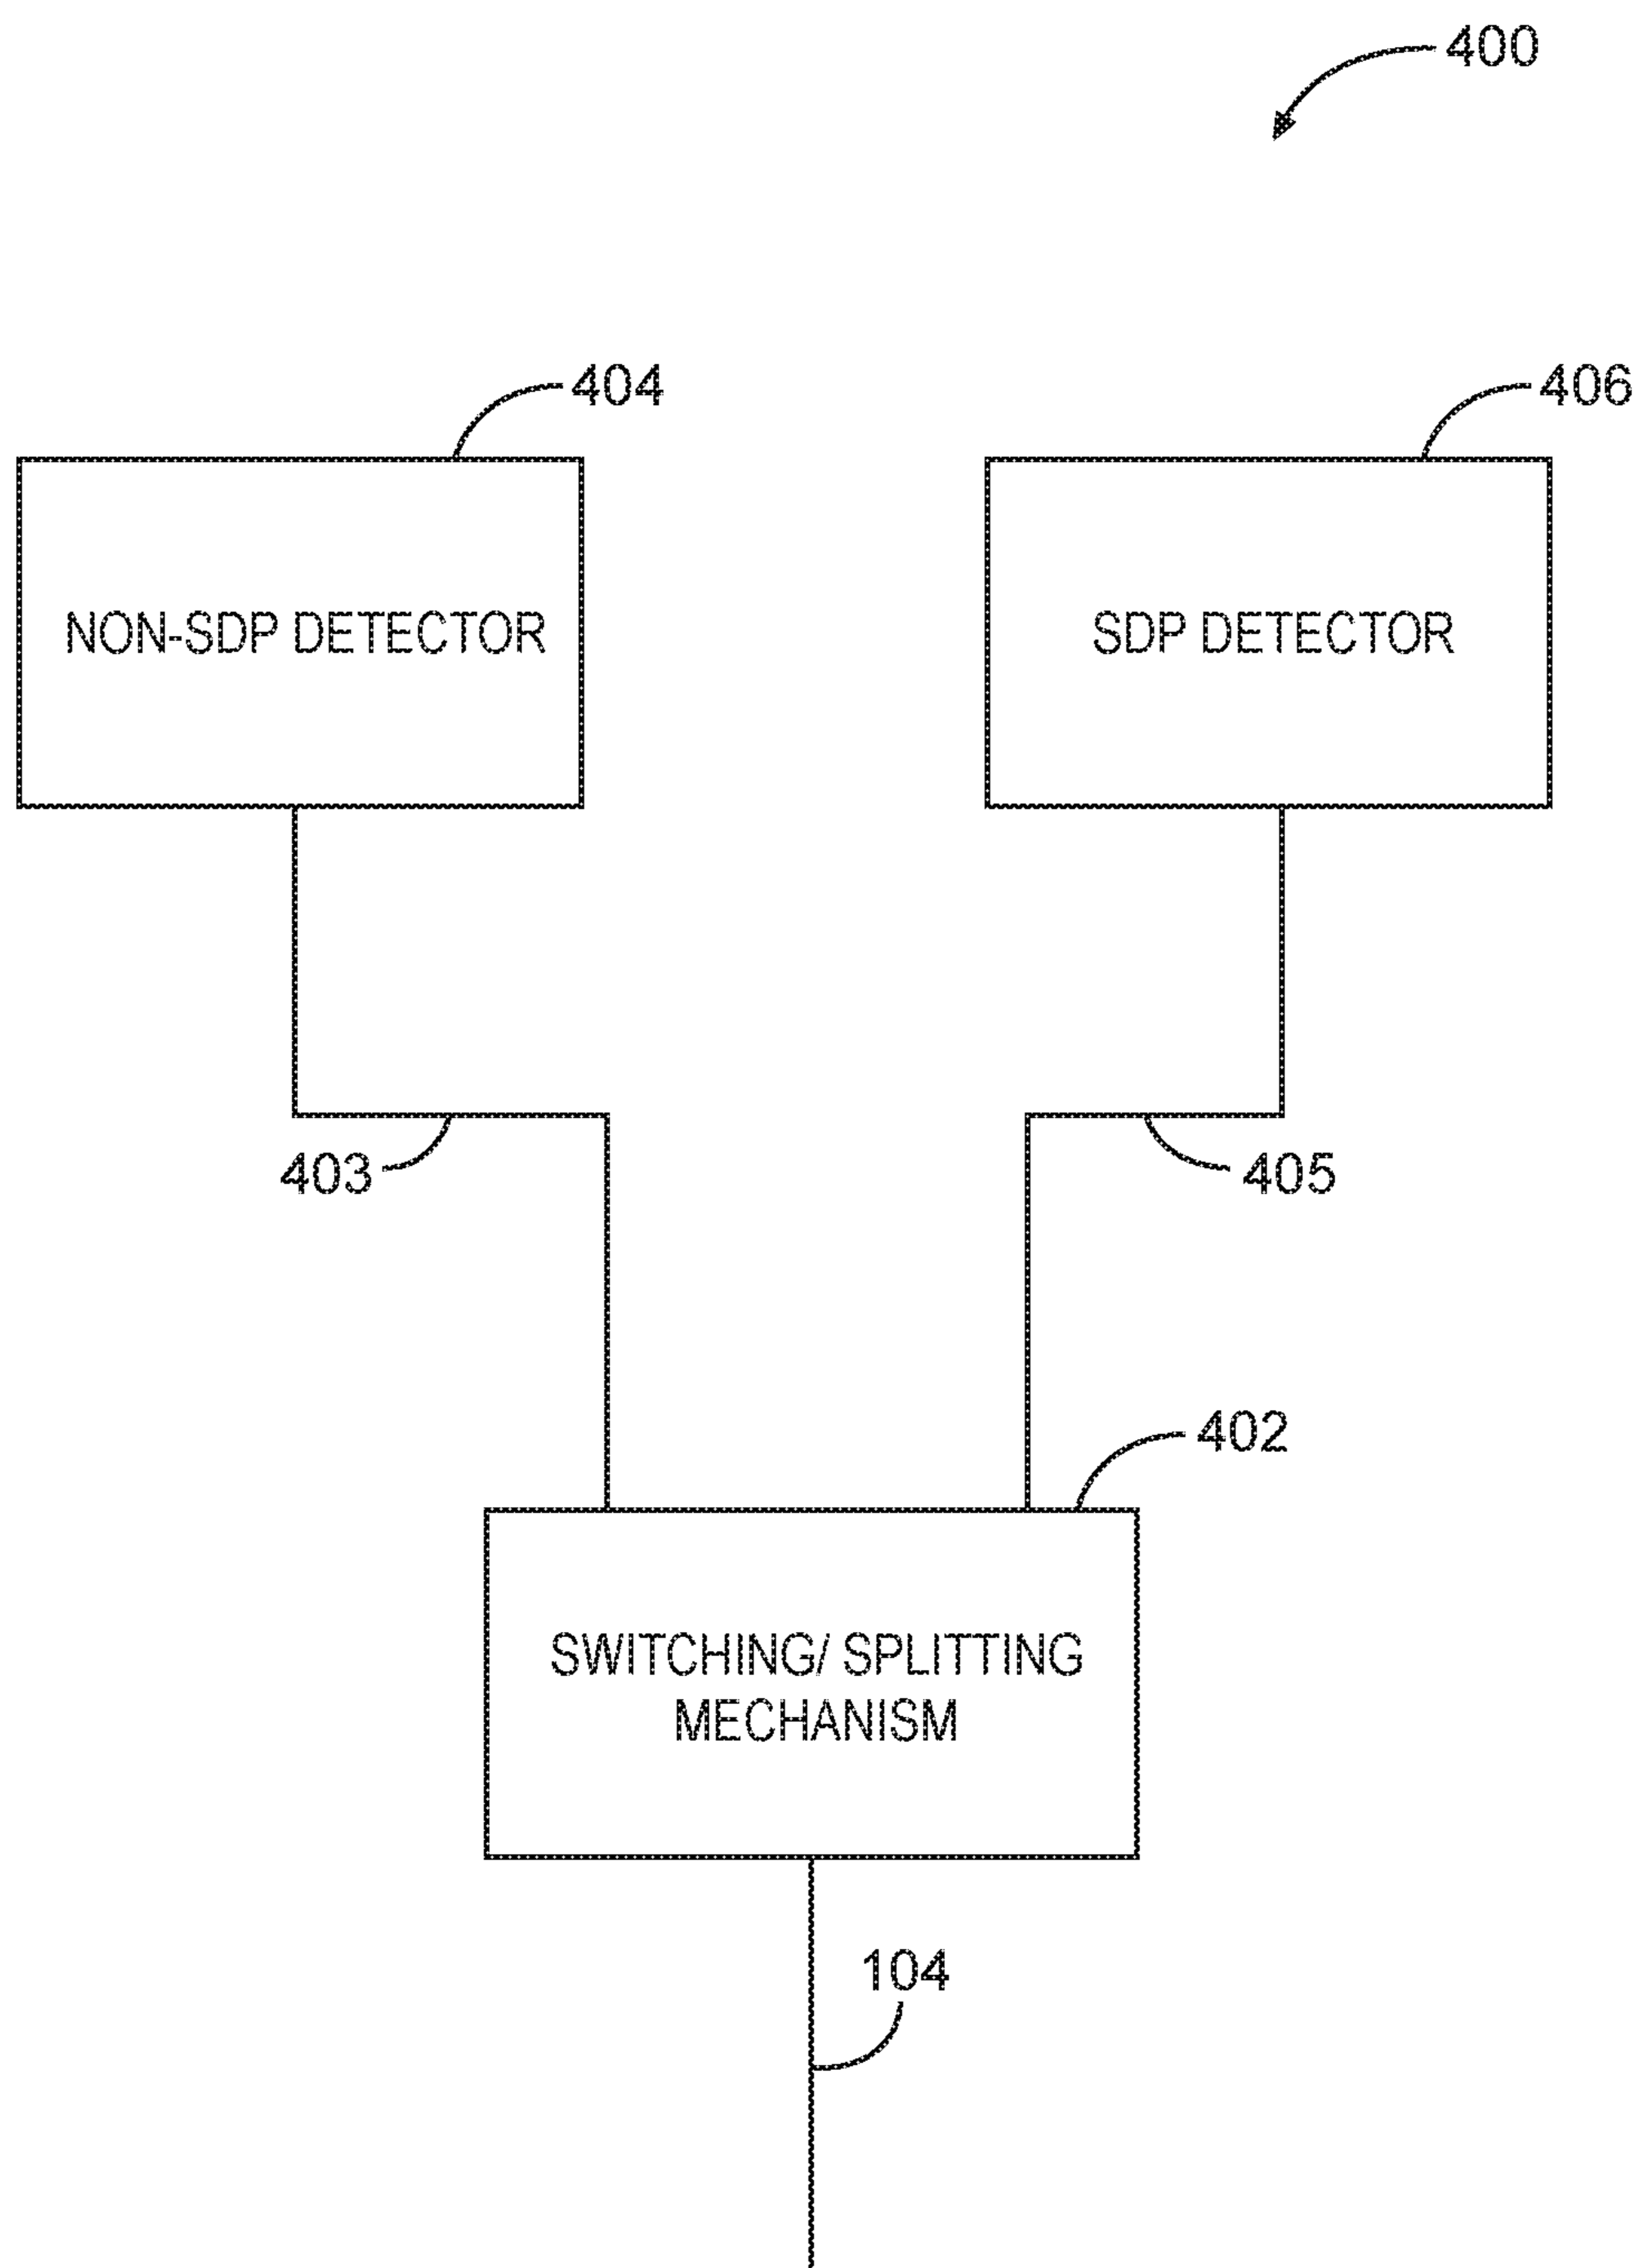 400
404
406
NON-SDP DETECTOR
SDP DETECTOR
403
405
402
SWITCHING/ SPLITTING
MECHANISM
104